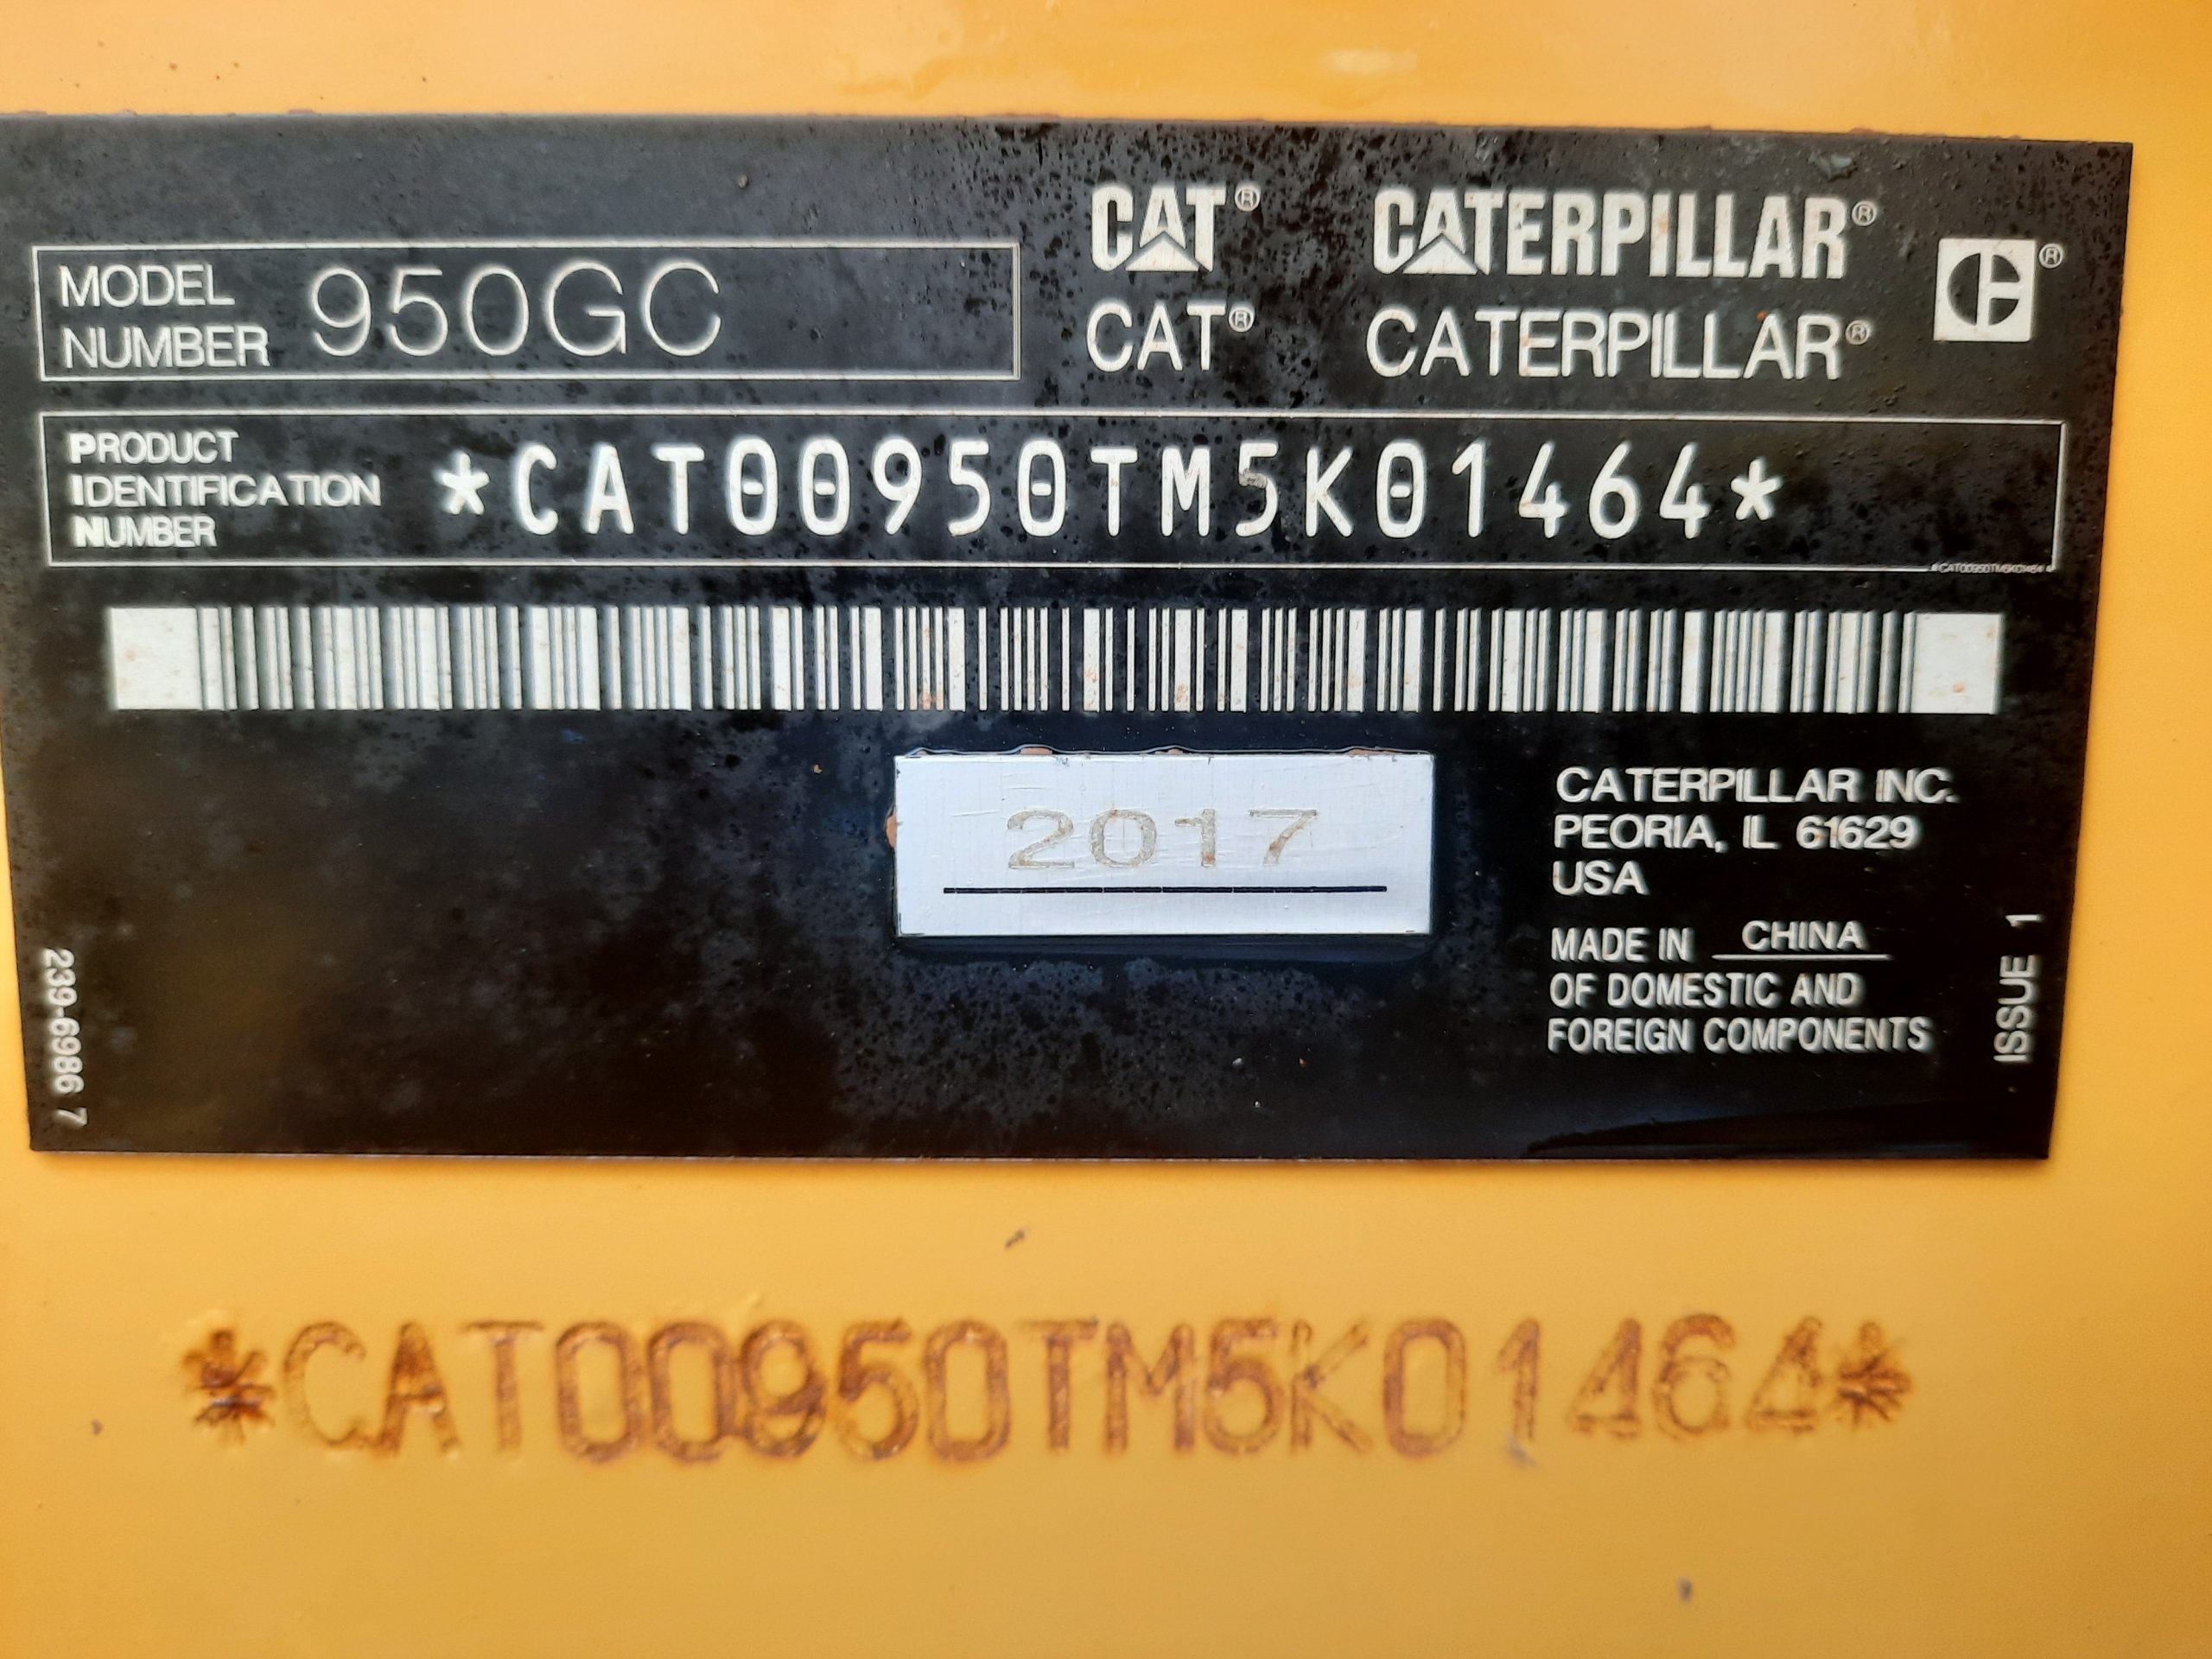 CAT® CATERPILLAR®
MODEL NUMBER 950GC
CAT® CATERPILLAR®
PRODUCT
IDENTIFICATION
NUMBER
*CAT00950TM5K01464*
*CAT00950TM5K01464*
2017
CATERPILLAR INC.
PEORIA, IL 61629
USA
MADE IN CHINA
OF DOMESTIC AND
FOREIGN COMPONENTS
239-6986 7
ISSUE 1
*CAT00950TM5K01464*